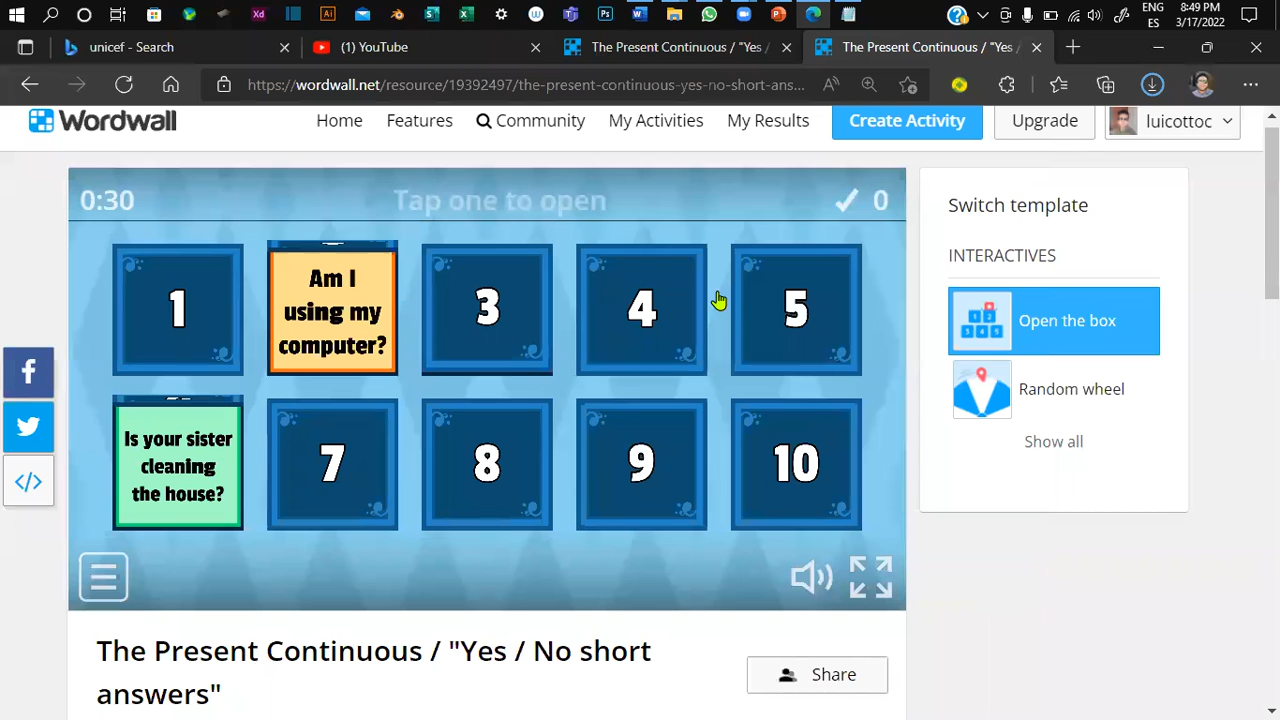 Xd
Ai
S
X
W
T
Ps
W
P
ENG
ES
8:49 PM
3/17/2022
unicef - Search
(1) YouTube
The Present Continuous / "Yes /
The Present Continuous / "Yes /
https://wordwall.net/resource/19392497/the-present-continuous-yes-no-short-ans...
Wordwall
Home
Features
Community
My Activities
My Results
Create Activity
Upgrade
luicottoc
0:30
Tap one to open
0
1
Am I
using my
computer?
3
4
5
Is your sister
cleaning
the house?
7
8
9
10
Switch template
INTERACTIVES
Open the box
Random wheel
Show all
The Present Continuous / "Yes / No short
answers"
Share